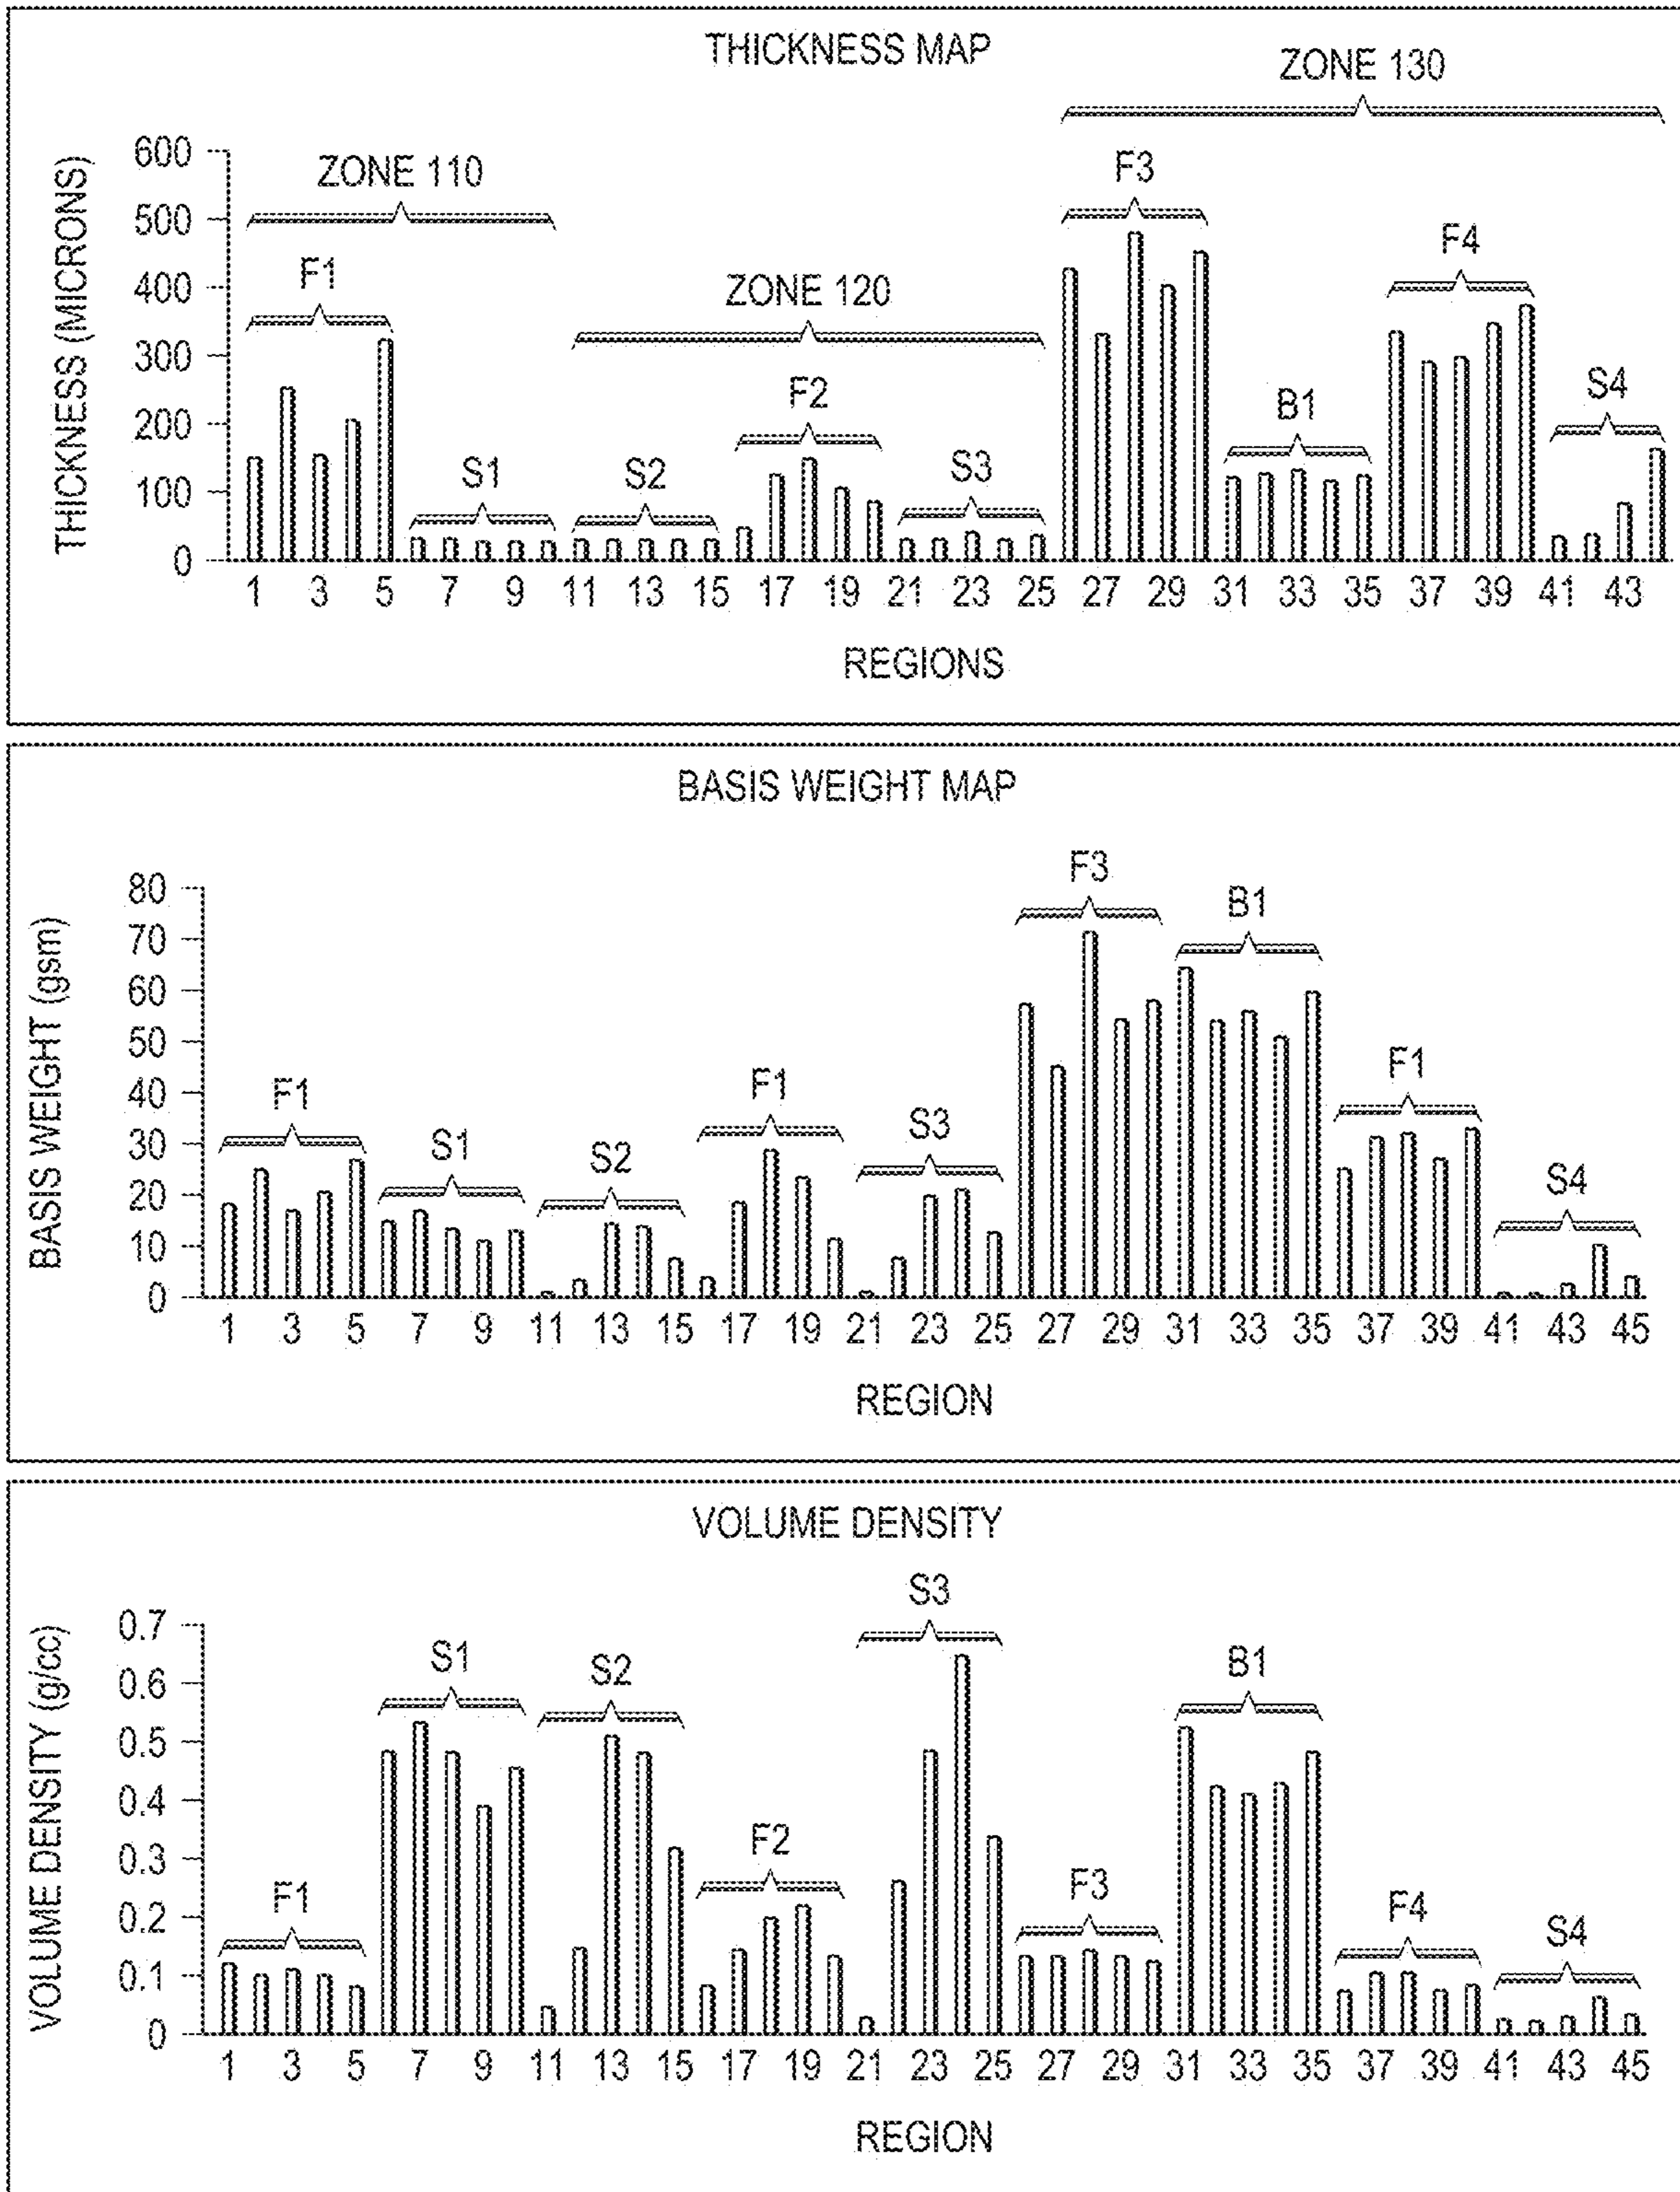 THICKNESS MAP
ZONE 130
THICKNESS (MICRONS)
600
500
400
300
200
100
0
ZONE 110
F1
S1
ZONE 120
S2
F2
S3
F3
B1
F4
S4
1 3 5 7 9 11 13 15 17 19 21 23 25 27 29 31 33 35 37 39 41 43
REGIONS
BASIS WEIGHT MAP
BASIS WEIGHT (gsm)
80
70
60
50
40
30
20
10
0
F1
S1
S2
F1
S3
F3
B1
F1
S4
1 3 5 7 9 11 13 15 17 19 21 23 25 27 29 31 33 35 37 39 41 43 45
REGION
VOLUME DENSITY
VOLUME DENSITY (g/cc)
0.7
0.6
0.5
0.4
0.3
0.2
0.1
0
F1
S1
S2
F2
S3
F3
B1
F4
S4
1 3 5 7 9 11 13 15 17 19 21 23 25 27 29 31 33 35 37 39 41 43 45
REGION